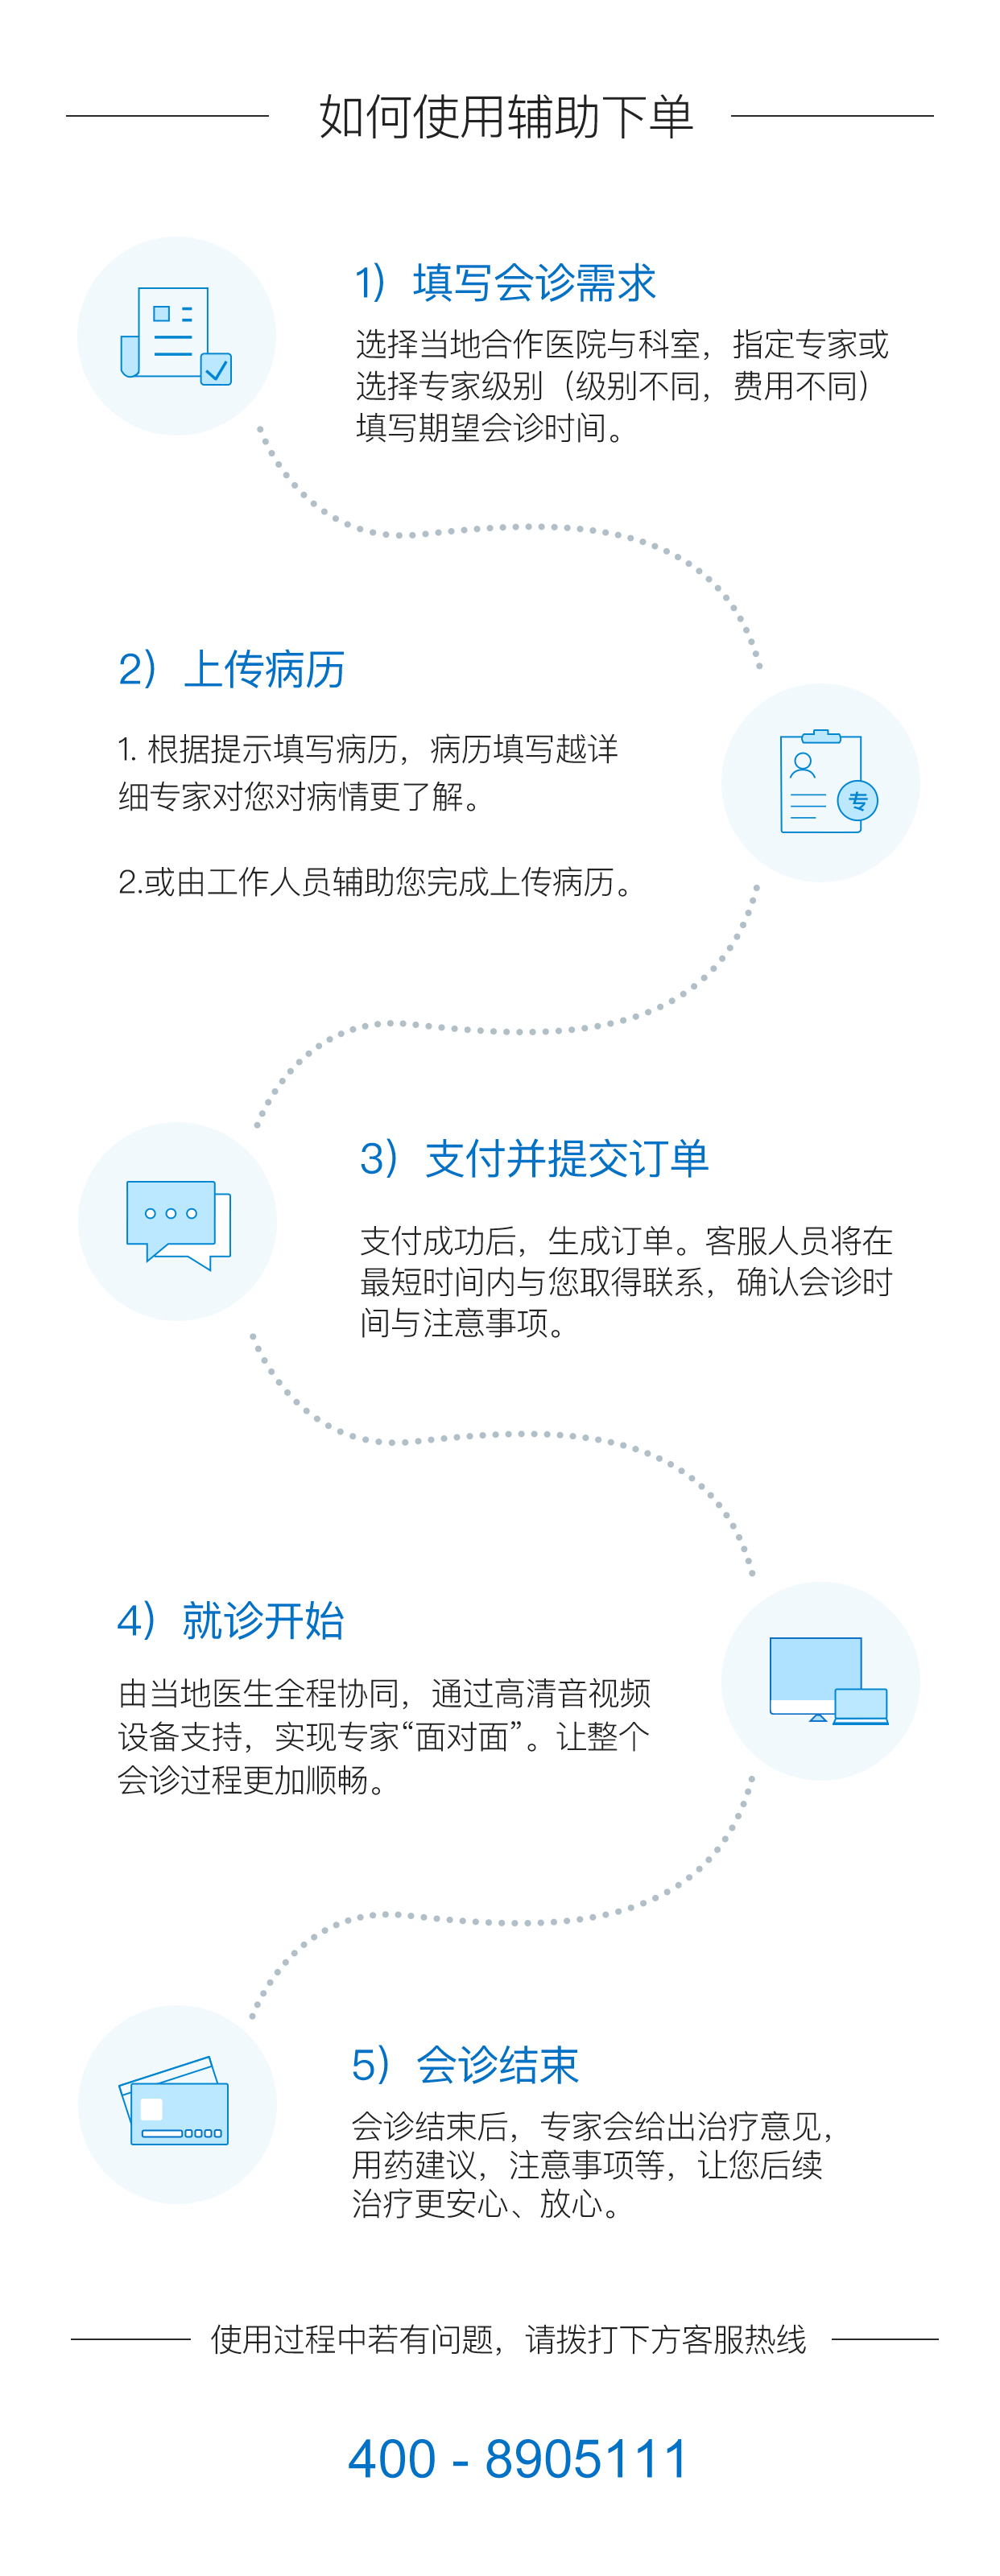 如何使用辅助下单
1）填写会诊需求
选择当地合作医院与科室，指定专家或
选择专家级别（级别不同，费用不同）
填写期望会诊时间。
2）上传病历
1. 根据提示填写病历，病历填写越详
细专家对您对病情更了解。
专
2.或由工作人员辅助您完成上传病历。
3）支付并提交订单
支付成功后，生成订单。客服人员将在
最短时间内与您取得联系，确认会诊时
间与注意事项。
4）就诊开始
由当地医生全程协同，通过高清音视频
设备支持，实现专家“面对面”。让整个
会诊过程更加顺畅。
5）会诊结束
会诊结束后，专家会给出治疗意见，
用药建议，注意事项等，让您后续
治疗更安心、放心。
使用过程中若有问题，请拨打下方客服热线
400 - 8905111